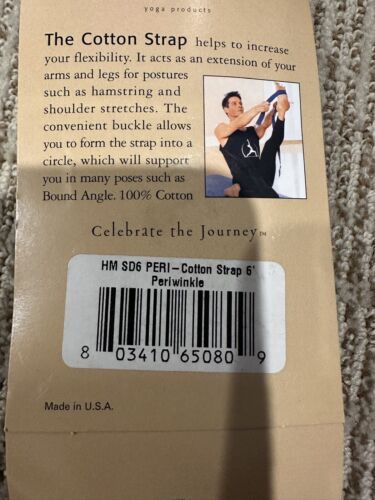 yoga products
The Cotton Strap helps to increase
your flexibility. It acts as an extension of your
arms and legs for postures
such as hamstring and
shoulder stretches. The
convenient buckle allows
you to form the strap into a
circle, which will support
you in many poses such as
Bound Angle. 100% Cotton
Celebrate the Journey™
HM SD6 PERI-Cotton Strap 6'
Periwinkle
8 03410 65080 9
Made in U.S.A.